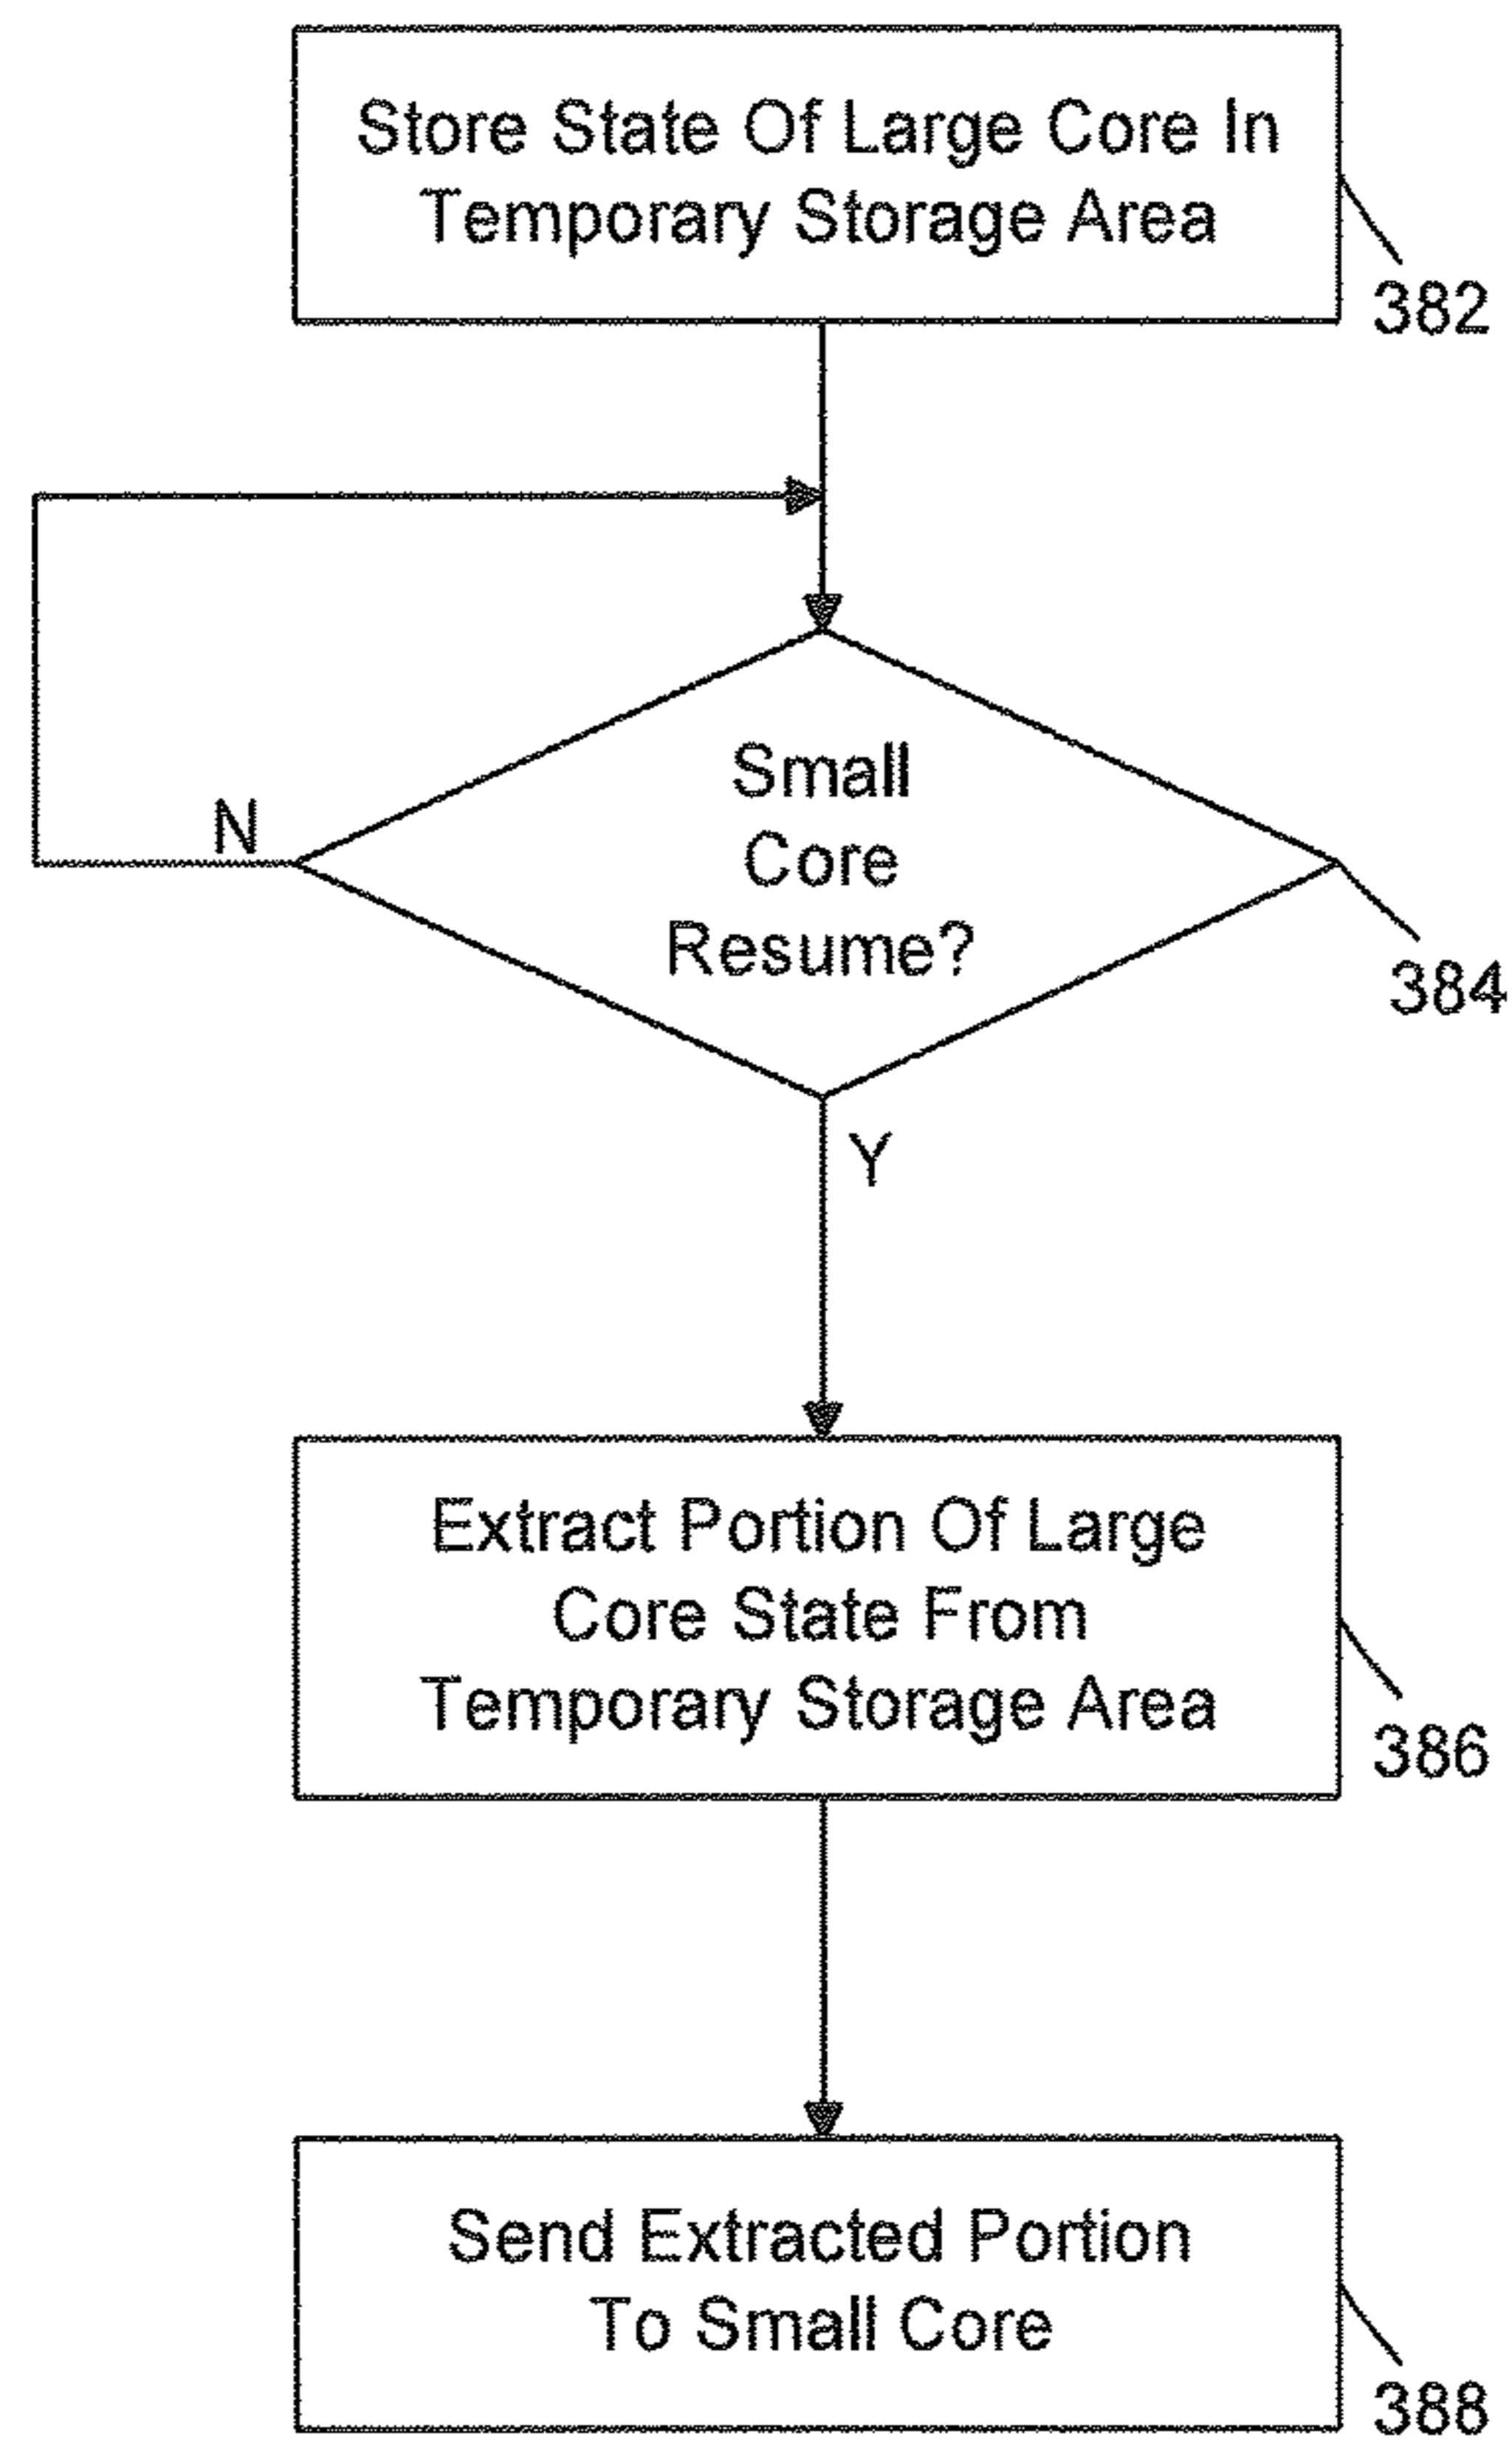 Store State Of Large Core In
Temporary Storage Area
382
Small
Core
Resume?
N
384
Y
Extract Portion Of Large
Core State From
Temporary Storage Area
386
Send Extracted Portion
To Small Core
388